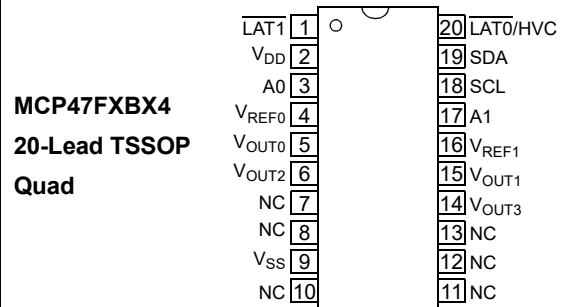 MCP47FXBX4
20-Lead TSSOP
Quad
LAT1 1
VDD 2
A0 3
VREF0 4
VOUT0 5
VOUT2 6
NC 7
NC 8
VSS 9
NC 10
20 LAT0/HVC
19 SDA
18 SCL
17 A1
16 VREF1
15 VOUT1
14 VOUT3
13 NC
12 NC
11 NC